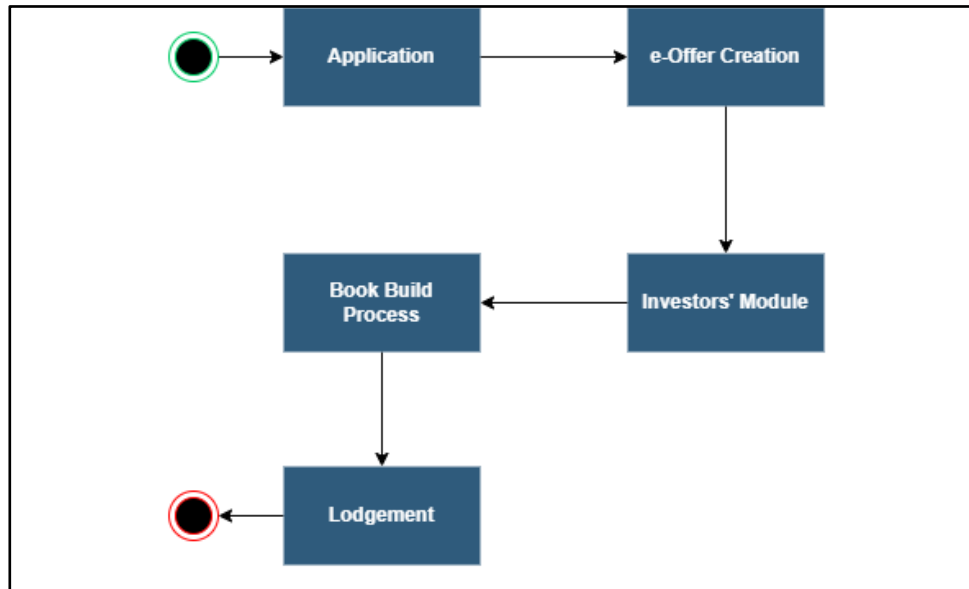 Application
e-Offer Creation
Investors' Module
Book Build
Process
Lodgement